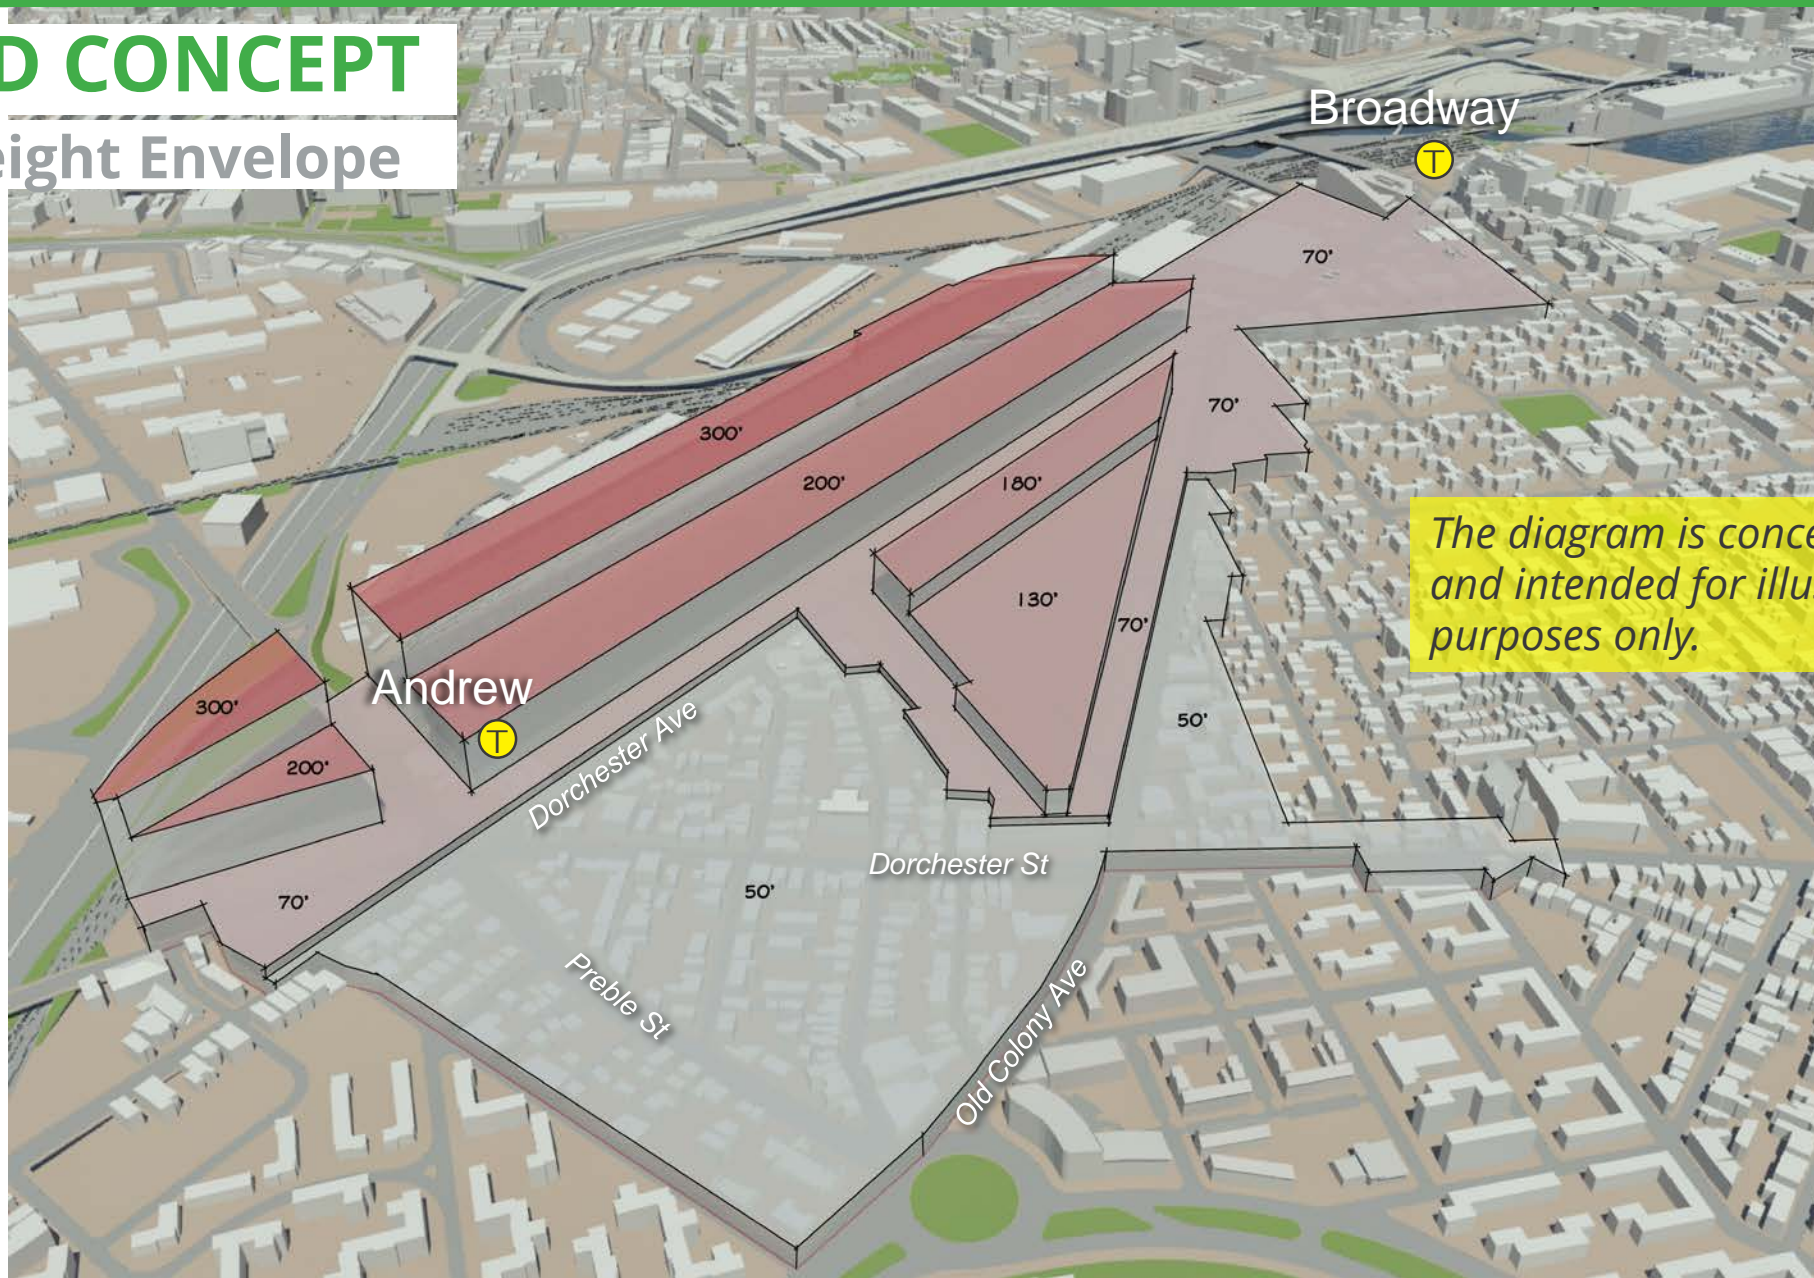 D CONCEPT
eight Envelope
Broadway
T
70'
70'
300'
200'
180'
130'
70'
50'
The diagram is conce
and intended for illus
purposes only.
Andrew
T
300'
200'
Dorchester Ave
Dorchester St
50'
70'
Preble St
Old Colony Ave